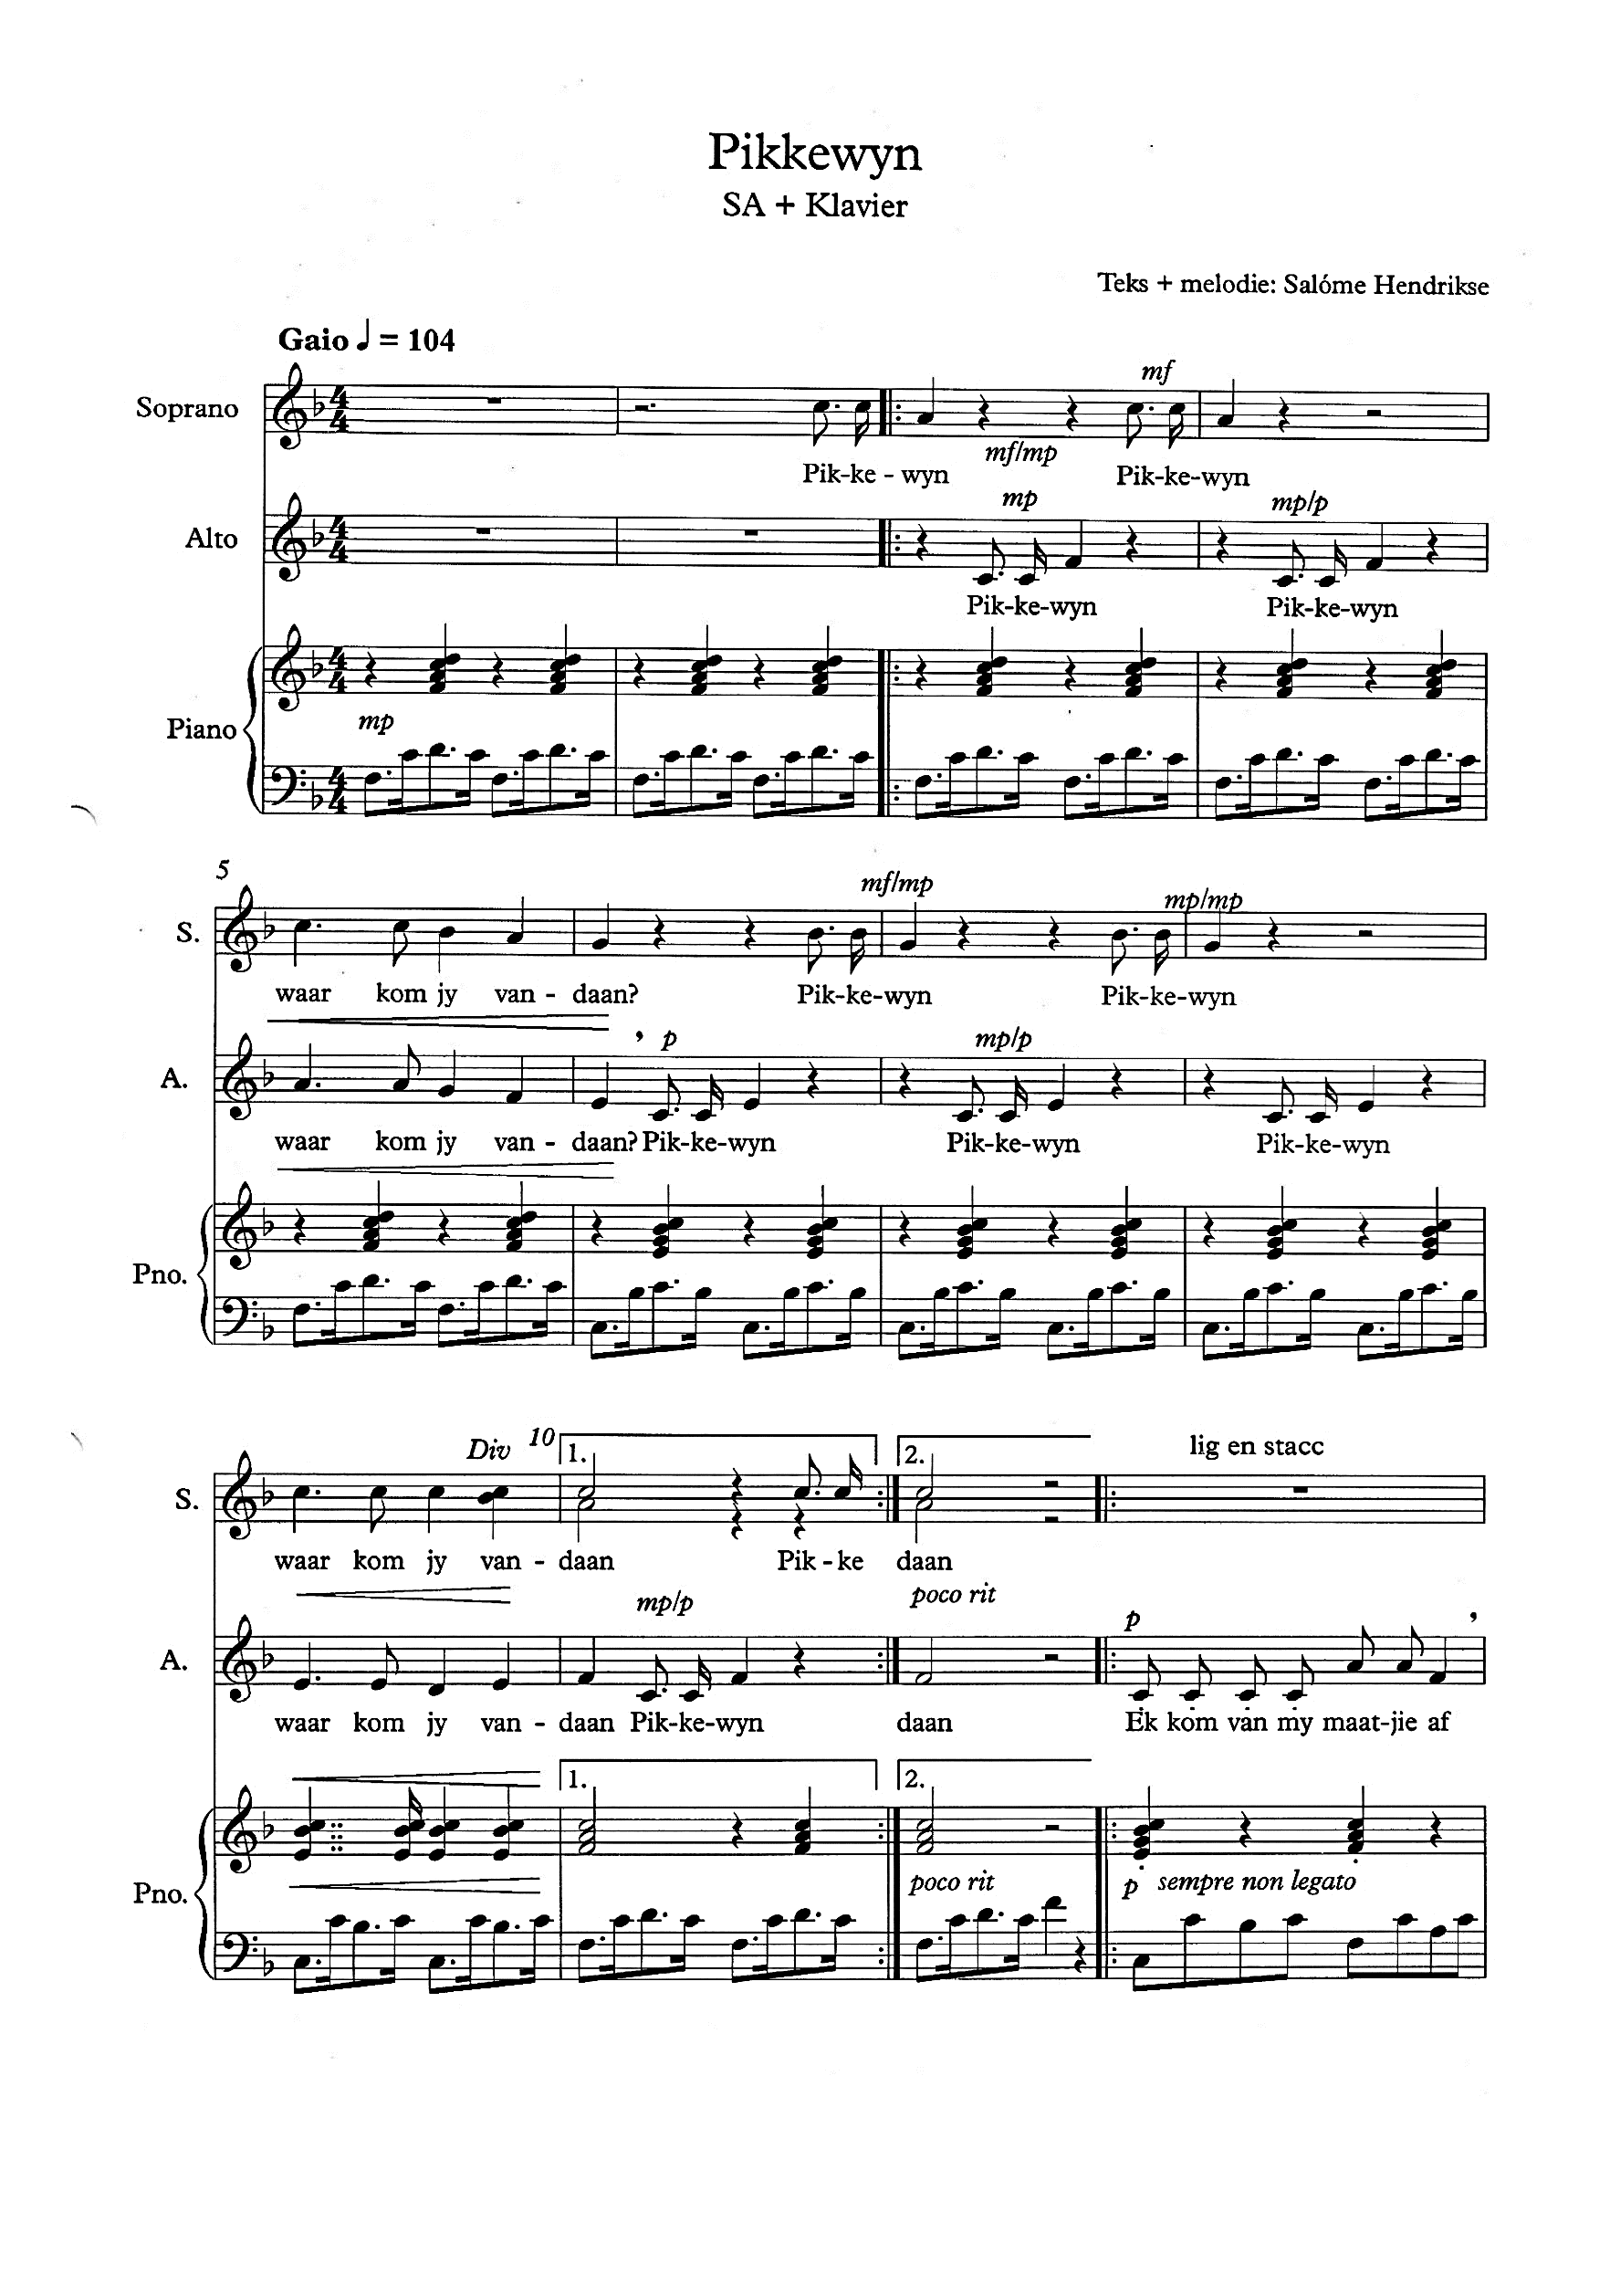 Pikkewyn
SA + Klavier
Teks + melodie: Salóme Hendrikse
Gaio ♩ = 104
mf
Soprano
mf/mp
Pik-ke - wyn Pik-ke-wyn
mp mp/p
Alto
Pik-ke-wyn Pik-ke-wyn
Piano
mp
5
mf/mp mp/mp
S.
waar kom jy van - daan? Pik-ke-wyn Pik-ke-wyn
p mp/p
A.
waar kom jy van - daan? Pik-ke-wyn Pik-ke-wyn Pik-ke-wyn
Pno.
Div 10 1. 2. lig en stacc
S.
waar kom jy van - daan Pik - ke daan
mp/p poco rit p
A.
waar kom jy van - daan Pik-ke-wyn daan Ek kom van my maat-jie af
1. 2.
Pno.
poco rit p sempre non legato